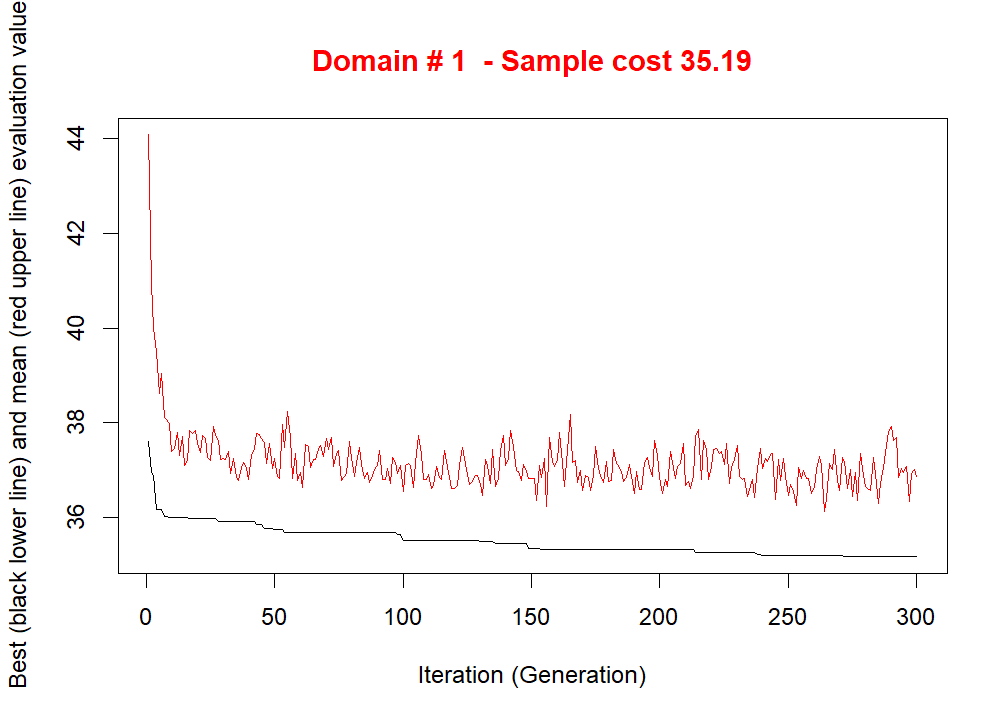 Domain # 1  - Sample cost 35.19
Best (black lower line) and mean (red upper line) evaluation value
44
42
40
38
36
0 50 100 150 200 250 300
Iteration (Generation)